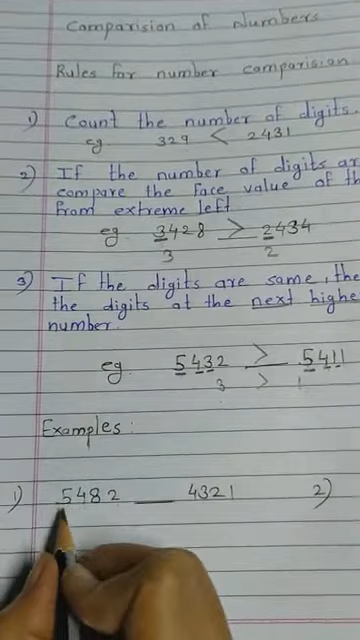 Comparision of Numbers
Rules for number comparision
1) Count the number of digits.
eg. 329 < 2431
2) If the number of digits ar
compare the face value of th
from extreme left
eg. 3428 > 2434
3 2
3) If the digits are same, the
the digits at the next highe
number.
eg. 5432 > 5411
3 > 1
Examples:
1) 5482 __ 4321 2)